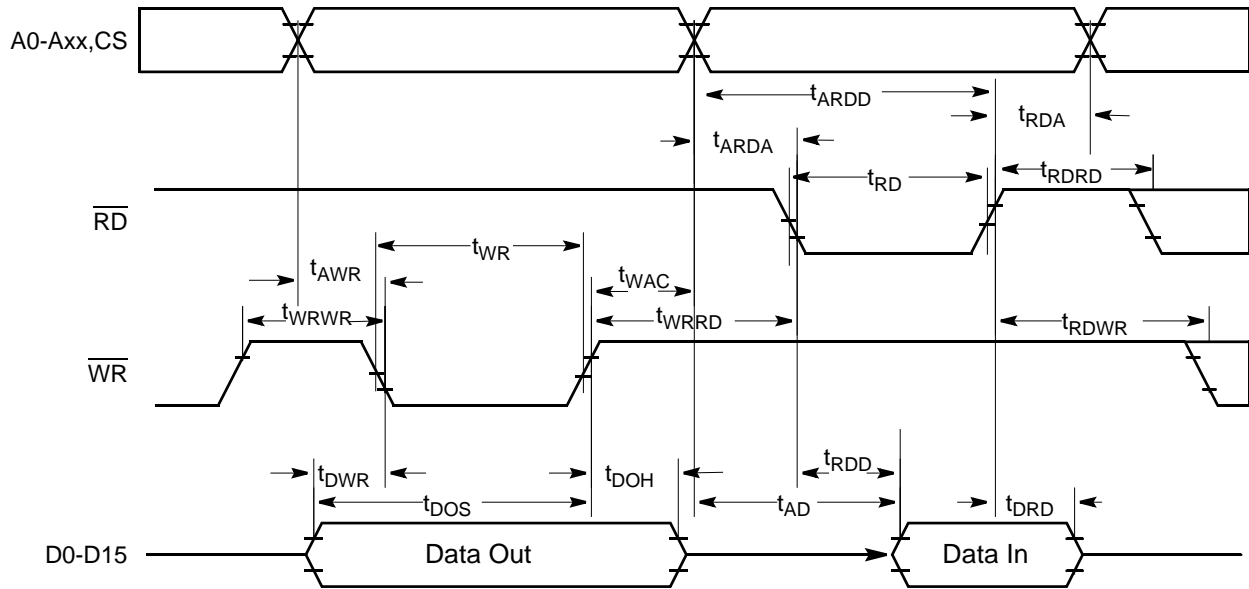 A0-Axx,CS
tARDD
tRDA
tARDA
tRD
tRDRD
RD
tWR
tAWR
tWAC
tWRWR
tWRRD
tRDWR
WR
tRDD
tDWR
tDOH
tDOS
tAD
tDRD
D0-D15
Data Out
Data In